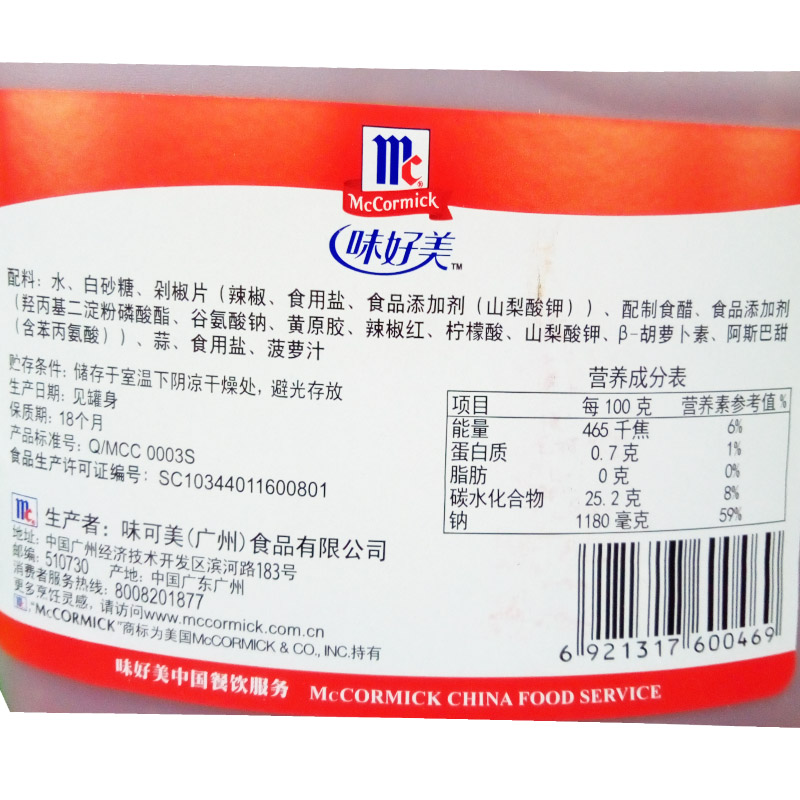 Mc
McCormick
味好美™
配料：水、白砂糖、剁椒片（辣椒、食用盐、食品添加剂（山梨酸钾））、配制食醋、食品添加剂
（羟丙基二淀粉磷酸酯、谷氨酸钠、黄原胶、辣椒红、柠檬酸、山梨酸钾、β-胡萝卜素、阿斯巴甜
（含苯丙氨酸））、蒜、食用盐、菠萝汁
贮存条件：储存于室温下阴凉干燥处，避光存放
生产日期：见罐身
保质期：18个月
产品标准号：Q/MCC 0003S
食品生产许可证编号：SC10344011600801
营养成分表
项目 每100克 营养素参考值%
能量 465千焦 6%
蛋白质 0.7克 1%
脂肪 0克 0%
碳水化合物 25.2克 8%
钠 1180毫克 59%
Mc 生产者：味可美（广州）食品有限公司
地址：中国广州经济技术开发区滨河路183号
邮编：510730 产地：中国广东广州
消费者服务热线：8008201877
更多烹饪灵感，请访问www.mccormick.com.cn
"McCORMICK"商标为美国McCORMICK & CO., INC.持有
6 921317 600469
味好美中国餐饮服务 McCORMICK CHINA FOOD SERVICE